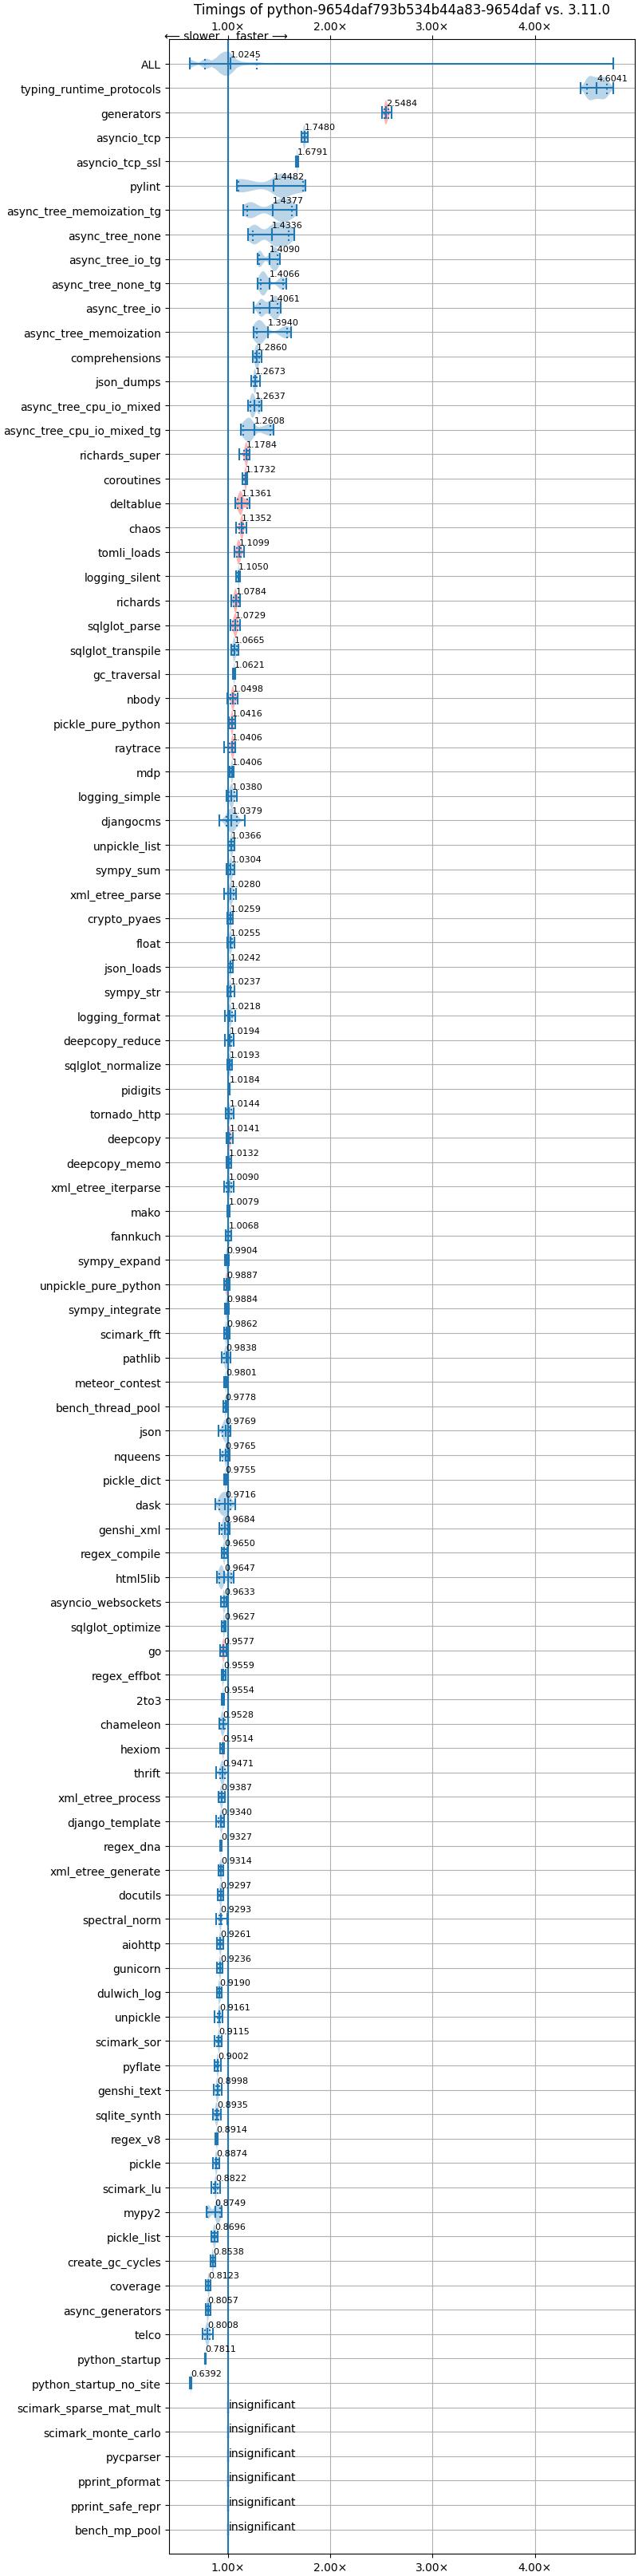 Timings of python-9654daf793b534b44a83-9654daf vs. 3.11.0
1.00× 2.00× 3.00× 4.00×
⟵ slower faster ⟶
ALL 1.0245
typing_runtime_protocols 4.6041
generators 2.5484
asyncio_tcp 1.7480
asyncio_tcp_ssl 1.6791
pylint 1.4482
async_tree_memoization_tg 1.4377
async_tree_none 1.4336
async_tree_io_tg 1.4090
async_tree_none_tg 1.4066
async_tree_io 1.4061
async_tree_memoization 1.3940
comprehensions 1.2860
json_dumps 1.2673
async_tree_cpu_io_mixed 1.2637
async_tree_cpu_io_mixed_tg 1.2608
richards_super 1.1784
coroutines 1.1732
deltablue 1.1361
chaos 1.1352
tomli_loads 1.1099
logging_silent 1.1050
richards 1.0784
sqlglot_parse 1.0729
sqlglot_transpile 1.0665
gc_traversal 1.0621
nbody 1.0498
pickle_pure_python 1.0416
raytrace 1.0406
mdp 1.0406
logging_simple 1.0380
djangocms 1.0379
unpickle_list 1.0366
sympy_sum 1.0304
xml_etree_parse 1.0280
crypto_pyaes 1.0259
float 1.0255
json_loads 1.0242
sympy_str 1.0237
logging_format 1.0218
deepcopy_reduce 1.0194
sqlglot_normalize 1.0193
pidigits 1.0184
tornado_http 1.0144
deepcopy 1.0141
deepcopy_memo 1.0132
xml_etree_iterparse 1.0090
mako 1.0079
fannkuch 1.0068
sympy_expand 0.9904
unpickle_pure_python 0.9887
sympy_integrate 0.9884
scimark_fft 0.9862
pathlib 0.9838
meteor_contest 0.9801
bench_thread_pool 0.9778
json 0.9769
nqueens 0.9765
pickle_dict 0.9755
dask 0.9716
genshi_xml 0.9684
regex_compile 0.9650
html5lib 0.9647
asyncio_websockets 0.9633
sqlglot_optimize 0.9627
go 0.9577
regex_effbot 0.9559
2to3 0.9554
chameleon 0.9528
hexiom 0.9514
thrift 0.9471
xml_etree_process 0.9387
django_template 0.9340
regex_dna 0.9327
xml_etree_generate 0.9314
docutils 0.9297
spectral_norm 0.9293
aiohttp 0.9261
gunicorn 0.9236
dulwich_log 0.9190
unpickle 0.9161
scimark_sor 0.9115
pyflate 0.9002
genshi_text 0.8998
sqlite_synth 0.8935
regex_v8 0.8914
pickle 0.8874
scimark_lu 0.8822
mypy2 0.8749
pickle_list 0.8696
create_gc_cycles 0.8538
coverage 0.8123
async_generators 0.8057
telco 0.8008
python_startup 0.7811
python_startup_no_site 0.6392
scimark_sparse_mat_mult insignificant
scimark_monte_carlo insignificant
pycparser insignificant
pprint_pformat insignificant
pprint_safe_repr insignificant
bench_mp_pool insignificant
1.00× 2.00× 3.00× 4.00×